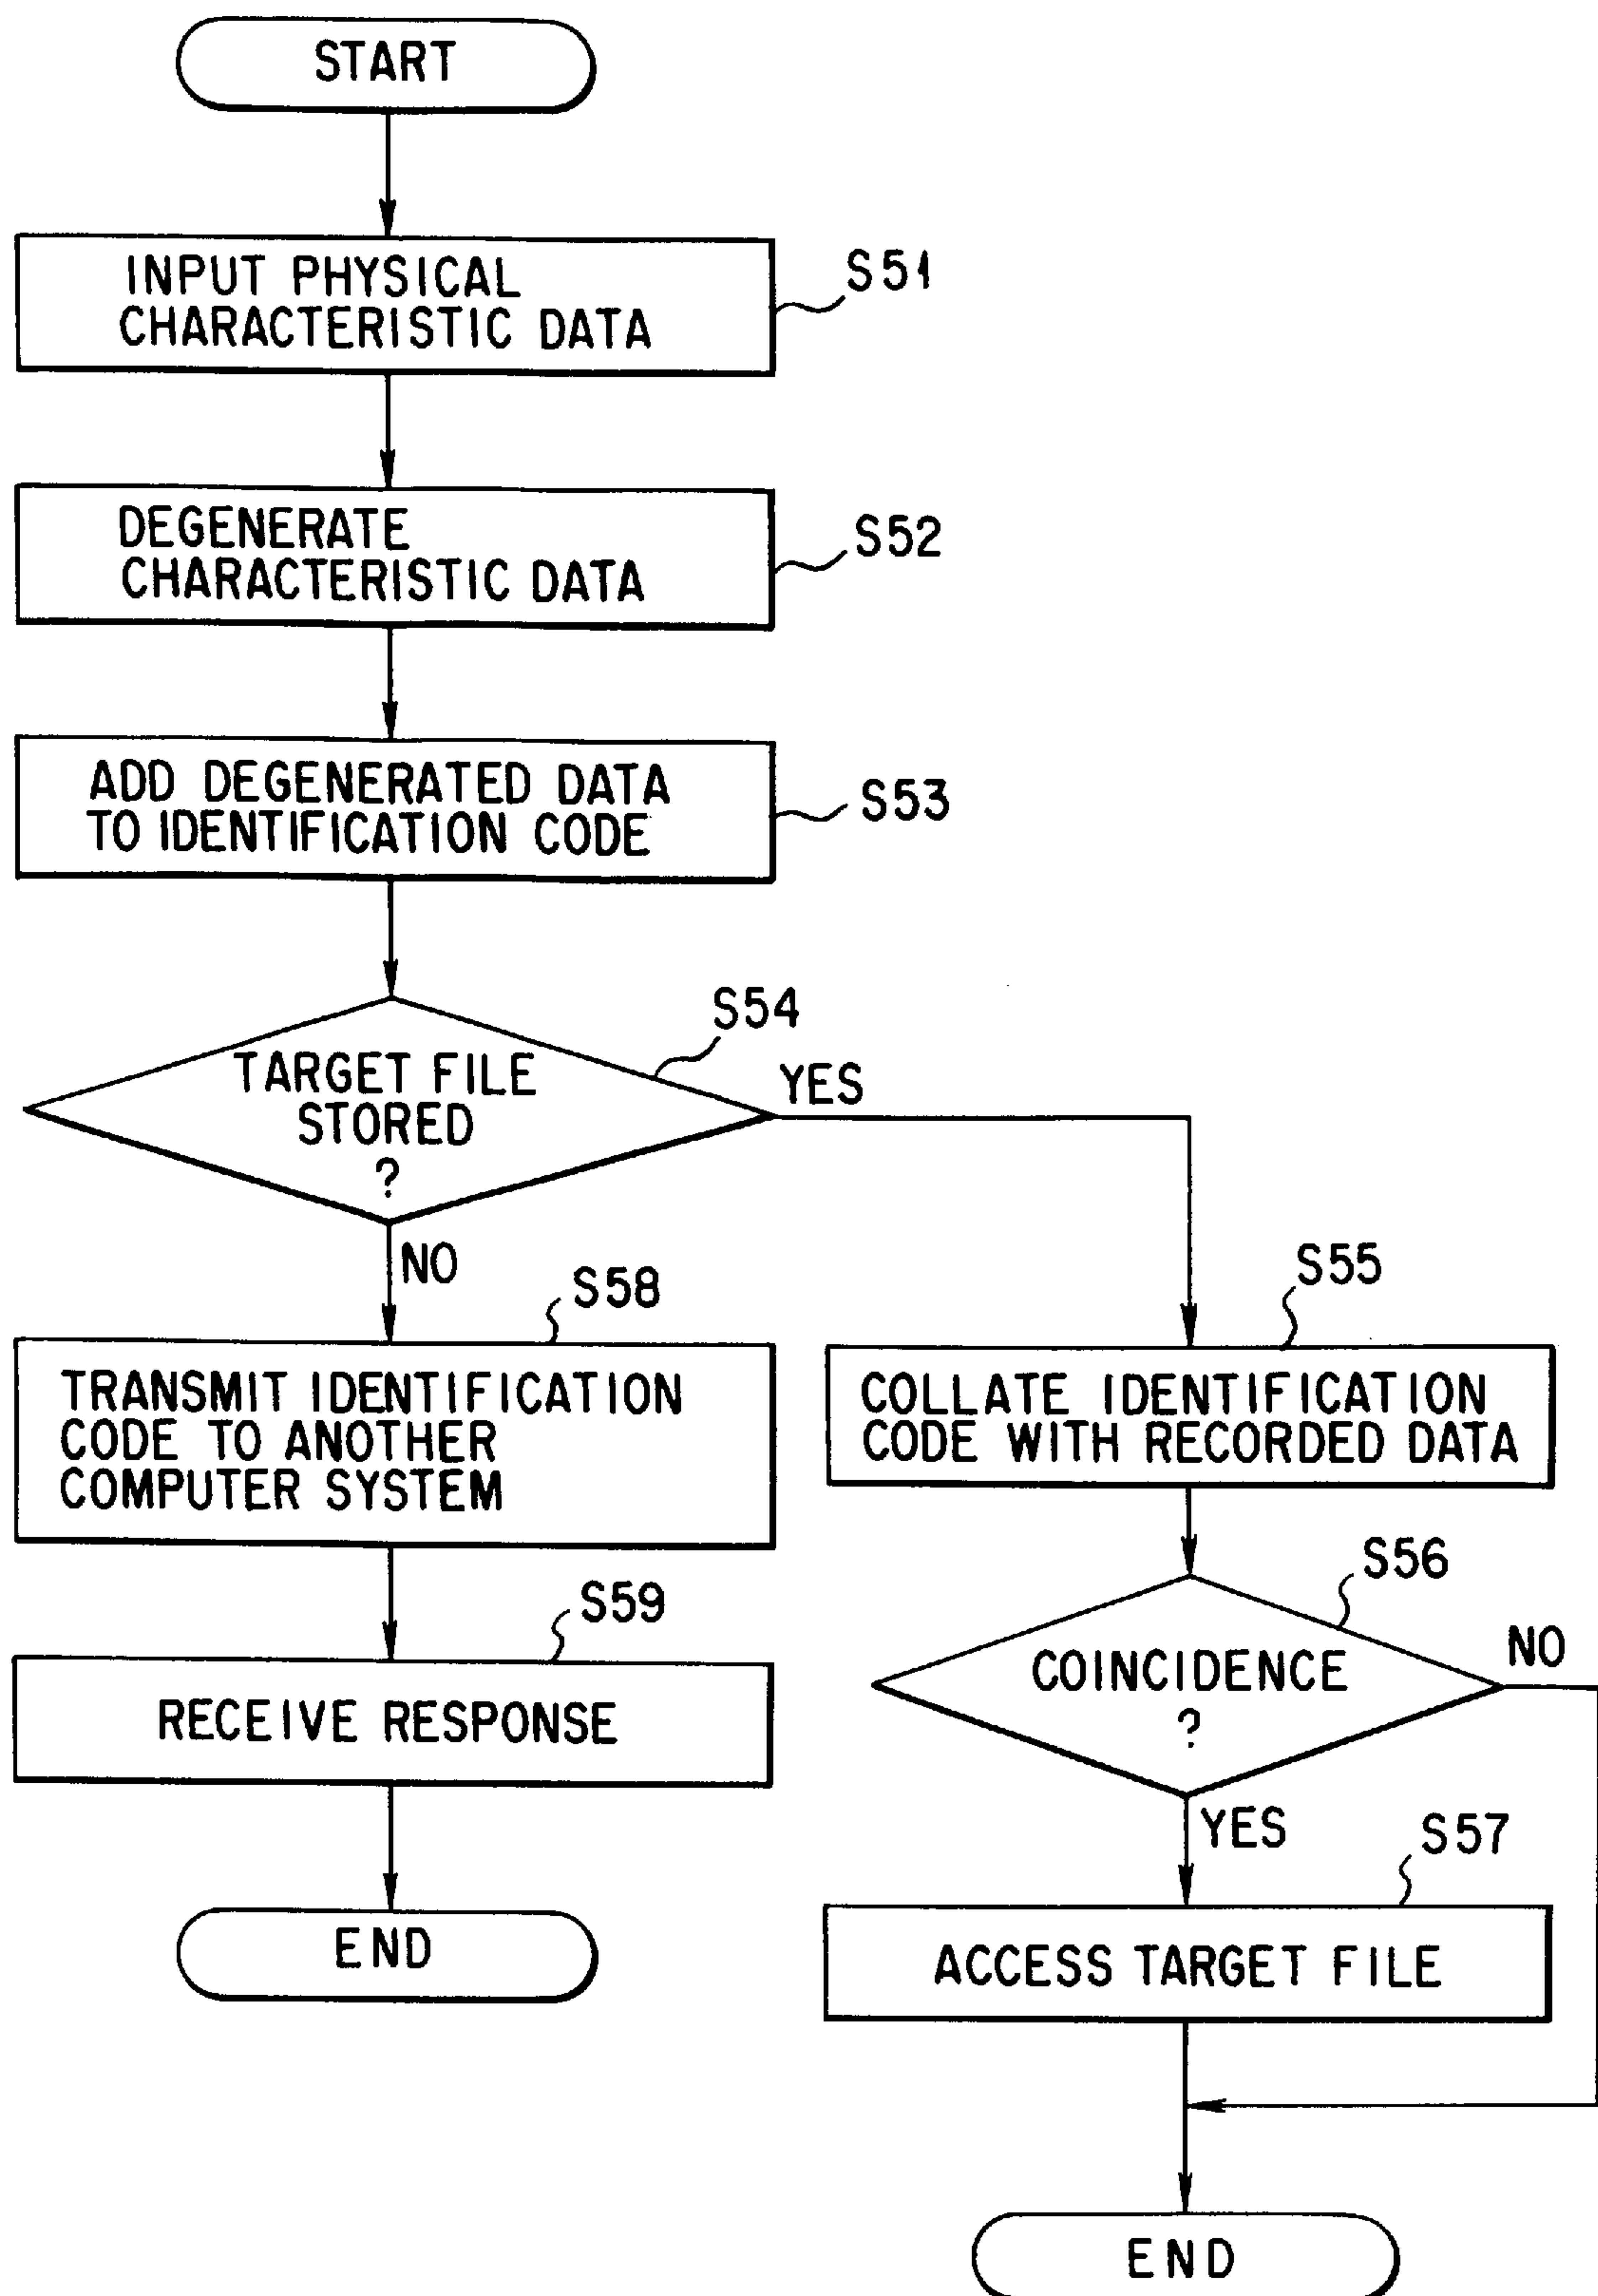 START
INPUT PHYSICAL
CHARACTERISTIC DATA
S51
DEGENERATE
CHARACTERISTIC DATA
S52
ADD DEGENERATED DATA
TO IDENTIFICATION CODE
S53
S54
TARGET FILE
STORED
?
YES
NO
S58
TRANSMIT IDENTIFICATION
CODE TO ANOTHER
COMPUTER SYSTEM
S59
RECEIVE RESPONSE
END
S55
COLLATE IDENTIFICATION
CODE WITH RECORDED DATA
S56
COINCIDENCE
?
NO
YES
S57
ACCESS TARGET FILE
END